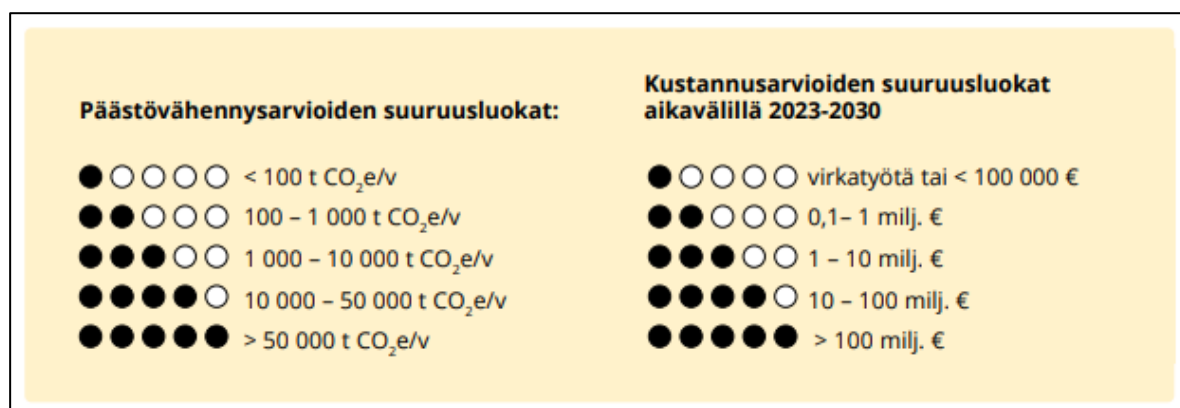 Päästövähennysarvioiden suuruusluokat:
●○○○○ < 100 t CO₂e/v
●●○○○ 100 – 1 000 t CO₂e/v
●●●○○ 1 000 – 10 000 t CO₂e/v
●●●●○ 10 000 – 50 000 t CO₂e/v
●●●●● > 50 000 t CO₂e/v
Kustannusarvioiden suuruusluokat
aikavälillä 2023-2030
●○○○○ virkatyötä tai < 100 000 €
●●○○○ 0,1– 1 milj. €
●●●○○ 1 – 10 milj. €
●●●●○ 10 – 100 milj. €
●●●●● > 100 milj. €